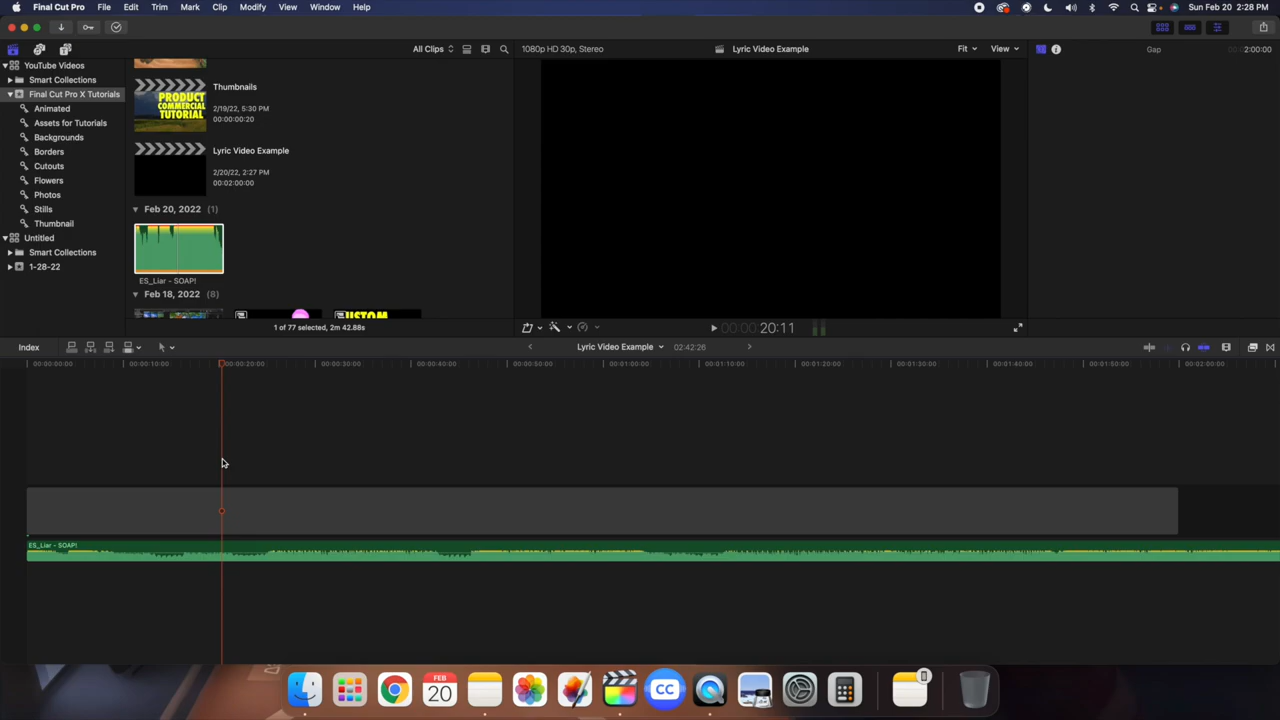 Final Cut Pro File Edit Trim Mark Clip Modify View Window Help Sun Feb 20 2:28 PM
All Clips 1080p HD 30p, Stereo Lyric Video Example Fit View Gap 2:00:00
YouTube Videos
Smart Collections
Final Cut Pro X Tutorials
Animated
Assets for Tutorials
Backgrounds
Borders
Cutouts
Flowers
Photos
Stills
Thumbnail
Untitled
Smart Collections
1-28-22
Thumbnails
PRODUCT
COMMERCIAL
TUTORIAL
2/19/22, 5:30 PM
00:00:00:20
Lyric Video Example
2/20/22, 2:27 PM
00:02:00:00
Feb 20, 2022 (1)
ES_Liar - SOAP!
Feb 18, 2022 (8)
1 of 77 selected, 2m 42.88s
00:00:20:11
Index Lyric Video Example 02:42:26
00:00:00:00 00:00:10:00 00:00:20:00 00:00:30:00 00:00:40:00 00:00:50:00 00:01:00:00 00:01:10:00 00:01:20:00 00:01:30:00 00:01:40:00 00:01:50:00 00:02:00:00
ES_Liar - SOAP!
FEB
20
CC